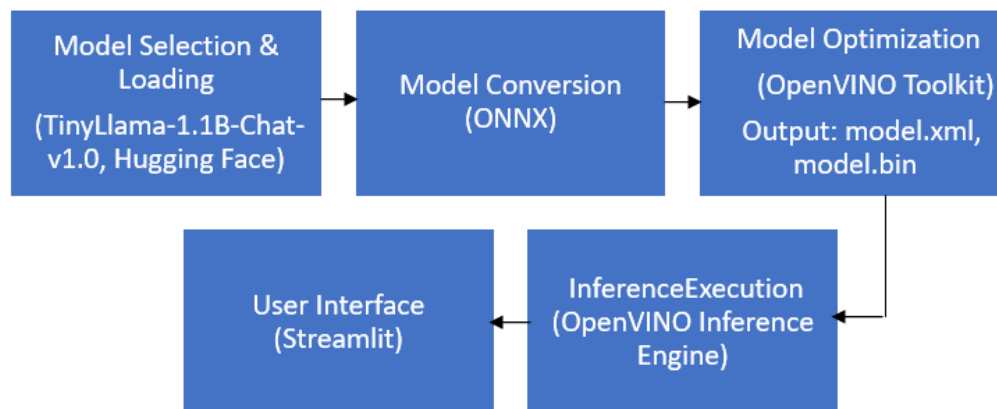 Model Selection &
Loading
(TinyLlama-1.1B-Chat-
v1.0, Hugging Face)
Model Conversion
(ONNX)
Model Optimization
(OpenVINO Toolkit)
Output: model.xml,
model.bin
User Interface
(Streamlit)
InferenceExecution
(OpenVINO Inference
Engine)